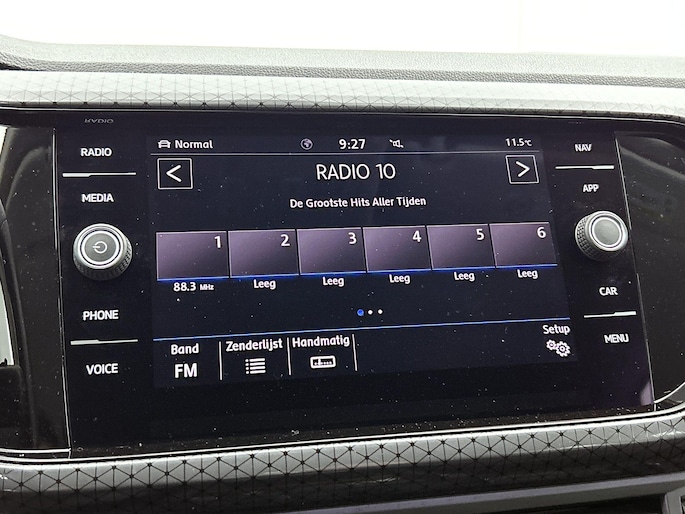 RADIO
Normal
9:27
11.5°C
NAV
RADIO
RADIO 10
APP
MEDIA
De Grootste Hits Aller Tijden
1 2 3 4 5 6
88.3 MHz Leeg Leeg Leeg Leeg Leeg
CAR
PHONE
Setup
MENU
VOICE
Band Zenderlijst Handmatig
FM